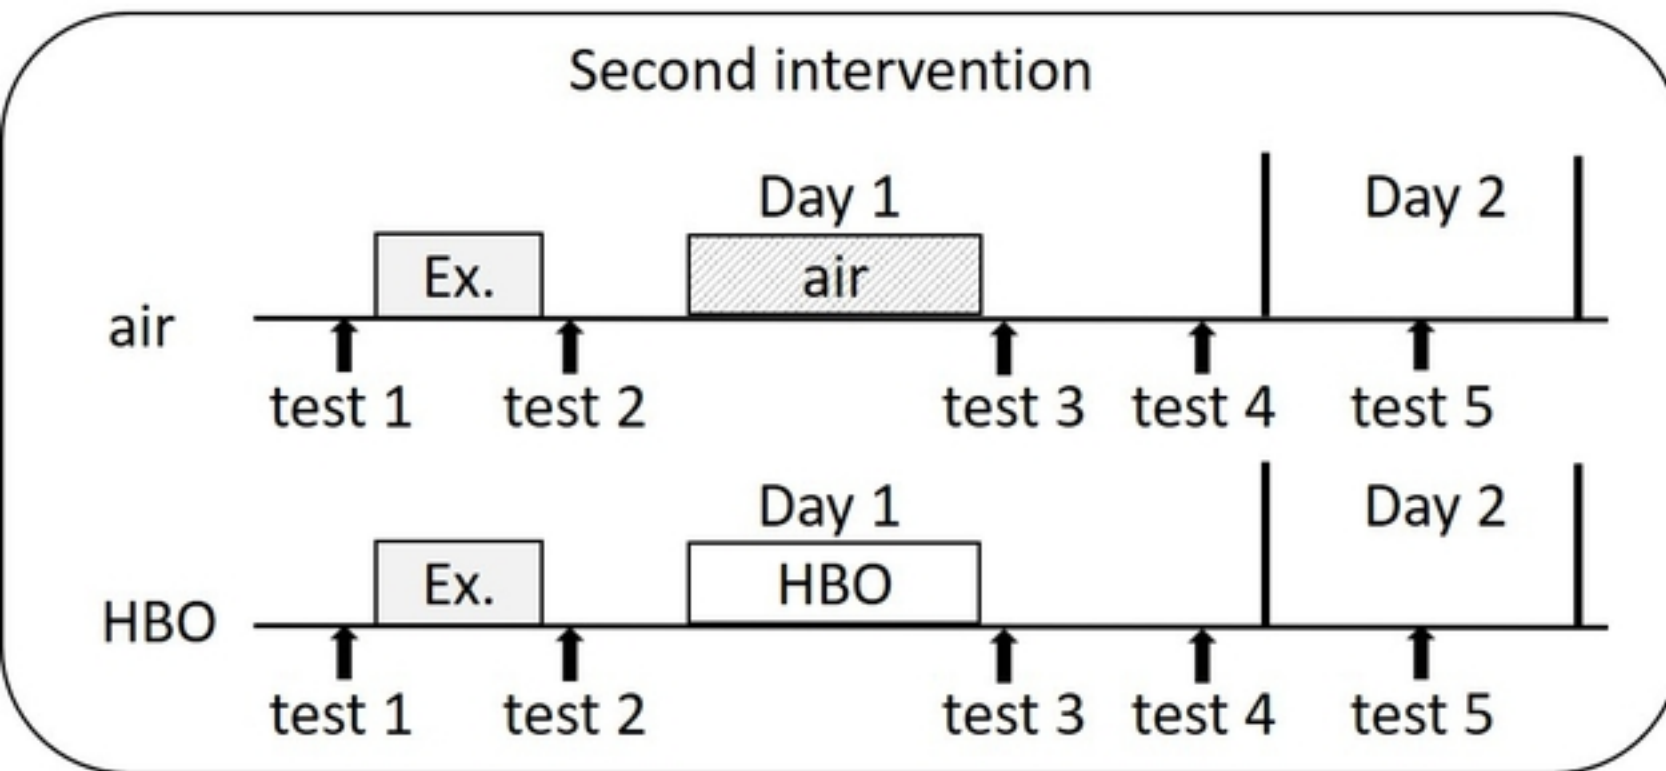 Second intervention
Day 1 Day 2
Ex. air
air
test 1 test 2 test 3 test 4 test 5
Day 1 Day 2
Ex. HBO
HBO
test 1 test 2 test 3 test 4 test 5